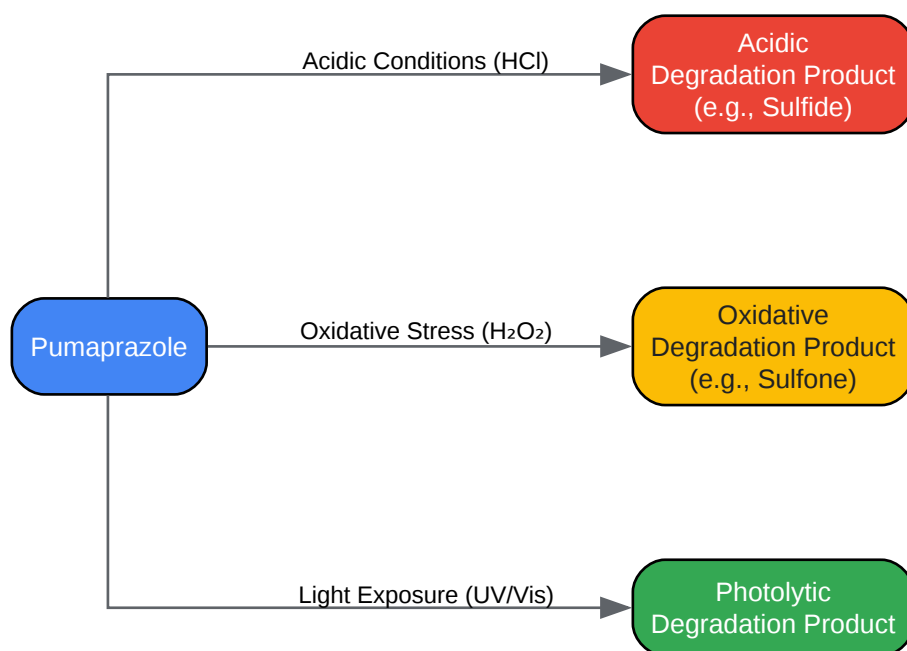 Acidic Conditions (HCl)
Acidic
Degradation Product
(e.g., Sulfide)
Pumaprazole
Oxidative Stress (H₂O₂)
Oxidative
Degradation Product
(e.g., Sulfone)
Light Exposure (UV/Vis)
Photolytic
Degradation Product